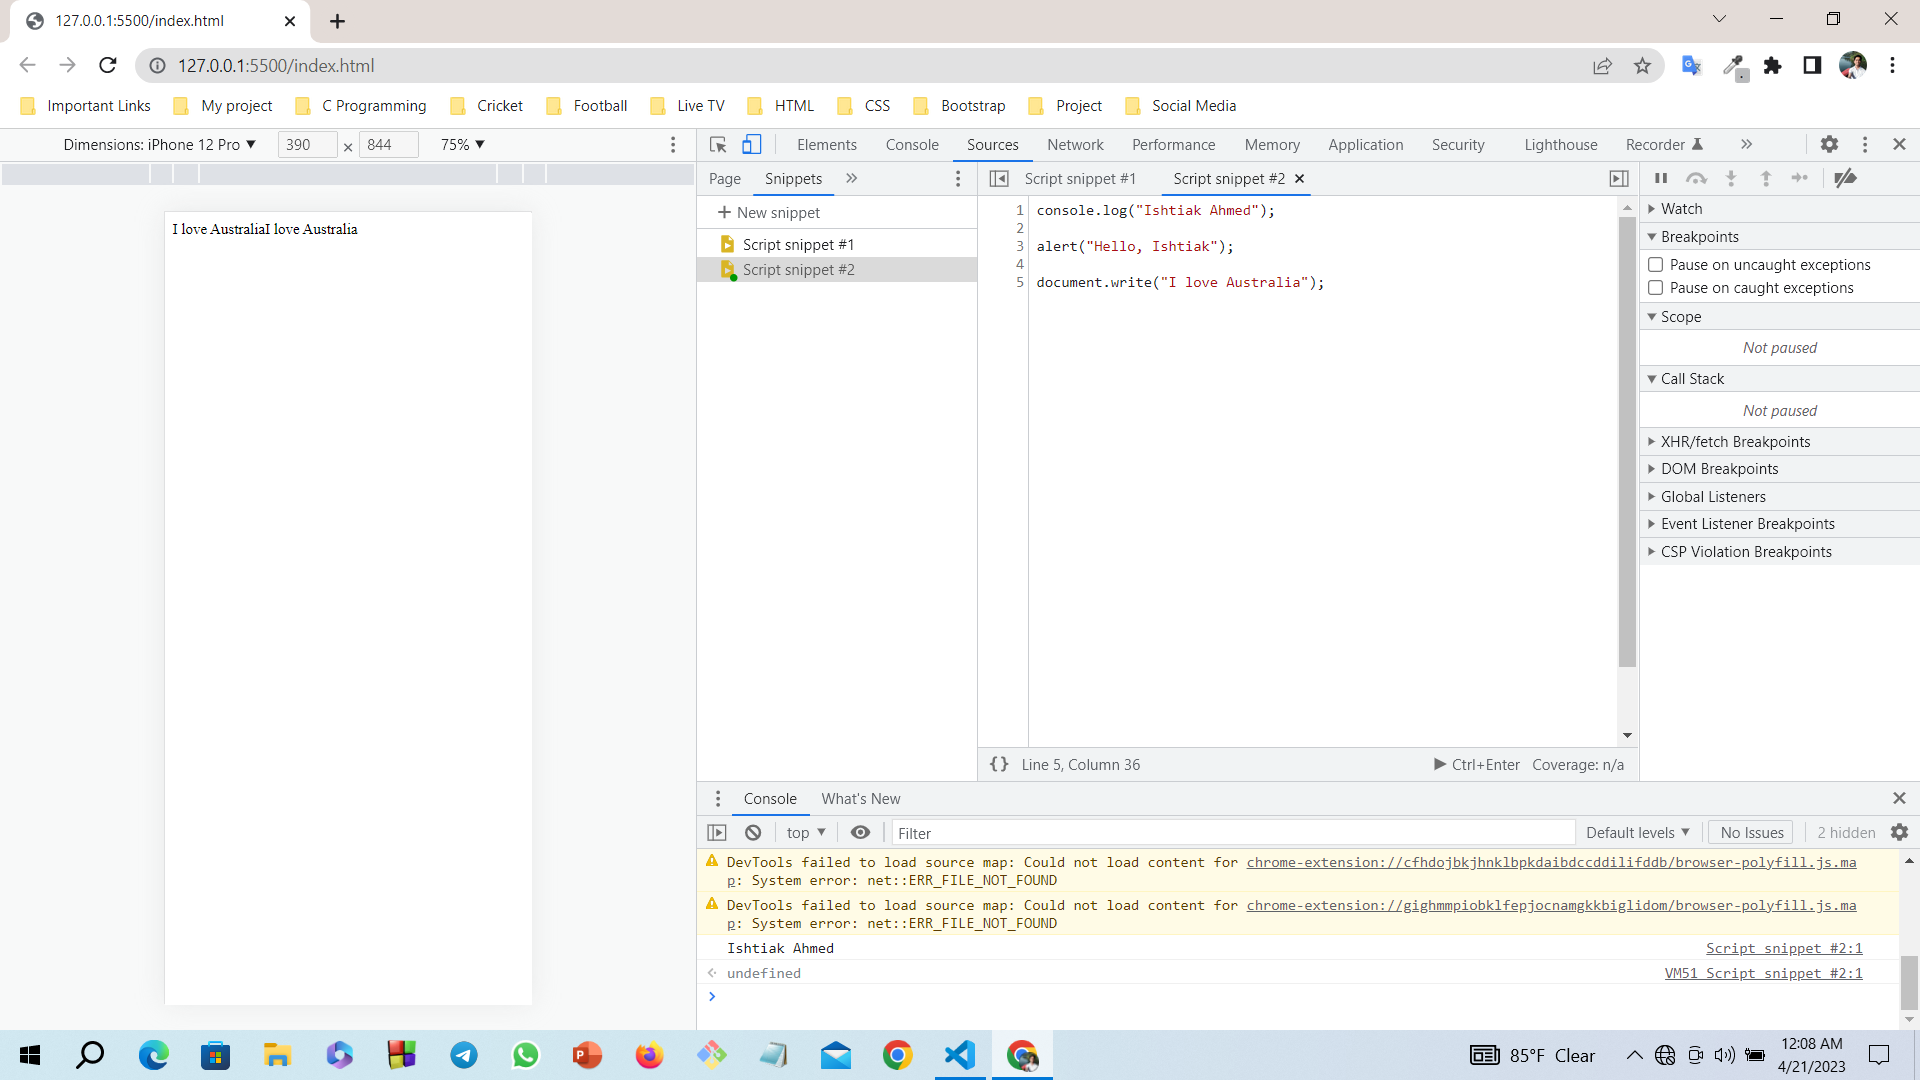 127.0.0.1:5500/index.html
127.0.0.1:5500/index.html
Important Links My project C Programming Cricket Football Live TV HTML CSS Bootstrap Project Social Media
Dimensions: iPhone 12 Pro ▼ 390 × 844 75% ▼
Elements Console Sources Network Performance Memory Application Security Lighthouse Recorder
Page Snippets
Script snippet #1 Script snippet #2
New snippet
Script snippet #1
Script snippet #2
I love AustraliaI love Australia
1 console.log("Ishtiak Ahmed");
2
3 alert("Hello, Ishtiak");
4
5 document.write("I love Australia");
{} Line 5, Column 36 Ctrl+Enter Coverage: n/a
Watch
Breakpoints
Pause on uncaught exceptions
Pause on caught exceptions
Scope
Not paused
Call Stack
Not paused
XHR/fetch Breakpoints
DOM Breakpoints
Global Listeners
Event Listener Breakpoints
CSP Violation Breakpoints
Console What's New
top ▼ Filter Default levels ▼ No Issues 2 hidden
DevTools failed to load source map: Could not load content for chrome-extension://cfhdojbkjhnklbpkdaibdccddilifddb/browser-polyfill.js.ma
p: System error: net::ERR_FILE_NOT_FOUND
DevTools failed to load source map: Could not load content for chrome-extension://gighmmpiobklfepjocnamgkkbiglidom/browser-polyfill.js.ma
p: System error: net::ERR_FILE_NOT_FOUND
Ishtiak Ahmed Script snippet #2:1
undefined VM51 Script snippet #2:1
85°F Clear
12:08 AM
4/21/2023